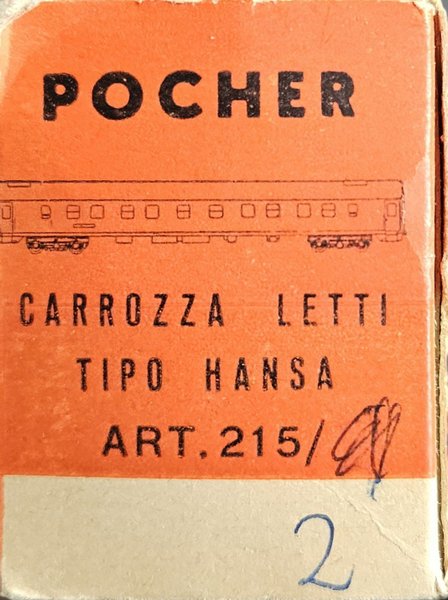 POCHER
CARROZZA LETTI
TIPO HANSA
ART. 215/
2